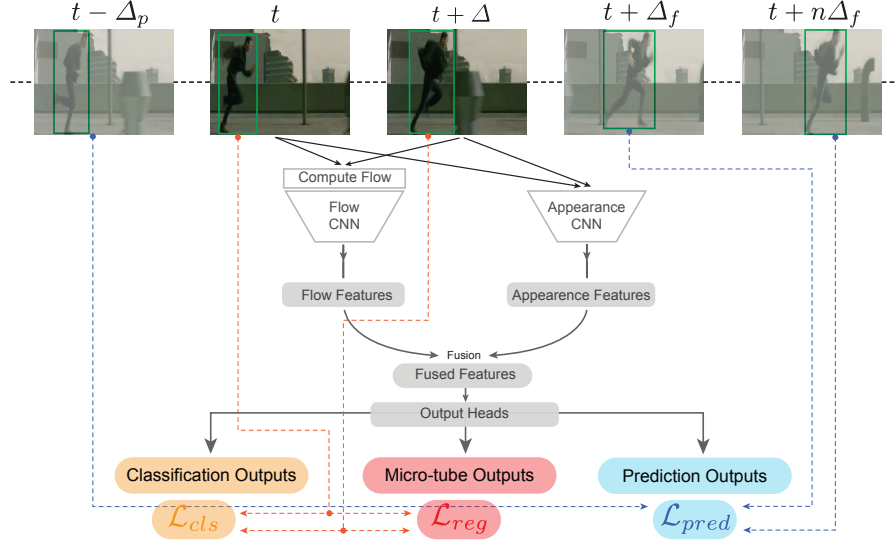 t − Δ_p
t
t + Δ
t + Δ_f
t + nΔ_f
Compute Flow
Flow
CNN
Appearance
CNN
Flow Features
Appearence Features
Fusion
Fused Features
Output Heads
Classification Outputs
Micro-tube Outputs
Prediction Outputs
ℒ_cls
ℒ_reg
ℒ_pred